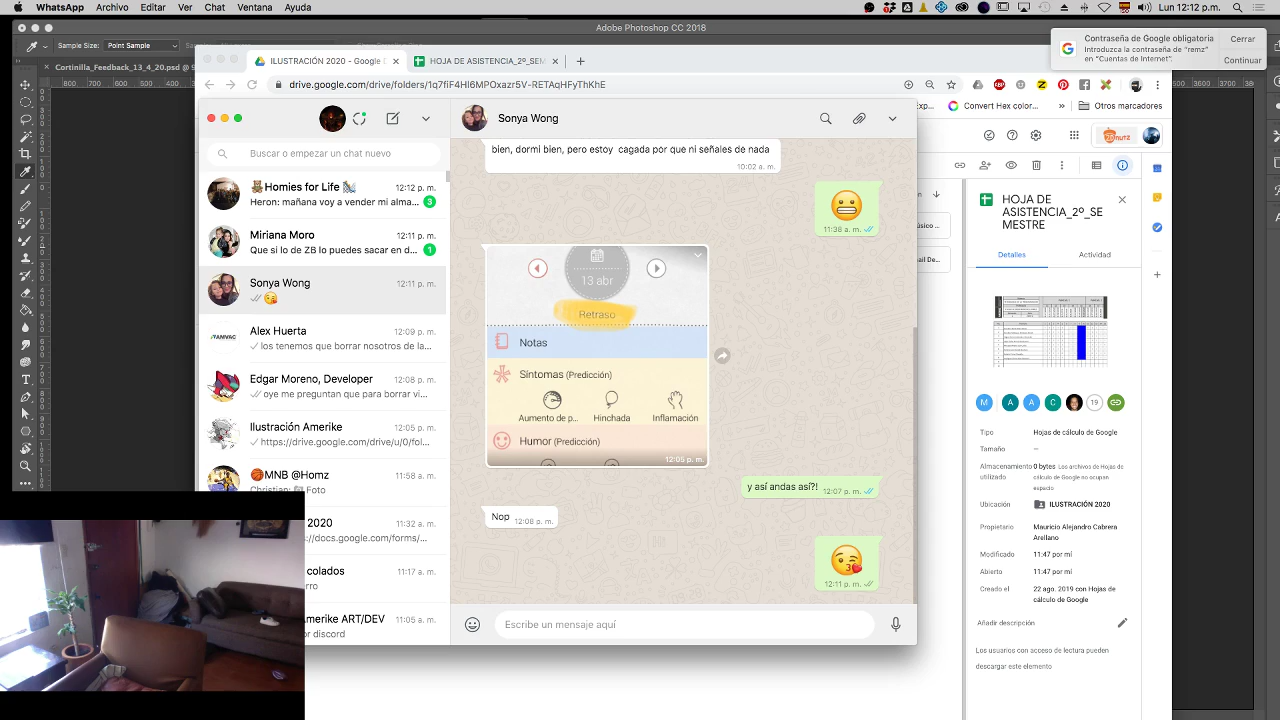 WhatsApp Archivo Editar Ver Chat Ventana Ayuda
Lun 12:12 p.m.
Adobe Photoshop CC 2018
Sample Size: Point Sample
Contraseña de Google obligatoria
Introduzca la contraseña de "remz"
en "Cuentas de Internet".
Cerrar
Continuar
Cortinilla_Feedback_13_4_20.psd @
ILUSTRACIÓN 2020 - Google
HOJA DE ASISTENCIA_2º_SEM
Convert Hex color...
Otros marcadores
Buscar o empezar un chat nuevo
Homies for Life
12:12 p. m.
Heron: mañana voy a vender mi alma...
3
Miriana Moro
12:11 p. m.
Que si lo de ZB lo puedes sacar en d...
1
Sonya Wong
12:11 p. m.
Alex Huerta
12:09 p. m.
los tenemos que borrar nosotros de la...
Edgar Moreno, Developer
12:08 p. m.
oye me preguntan que para borrar vi...
Ilustración Amerike
12:06 p. m.
https://drive.google.com/drive/u/0/fol...
MNB @Homz
11:58 a. m.
Christian: Foto
2020
11:32 a. m.
s://docs.google.com/forms/...
colados
11:17 a. m.
Amerike ART/DEV
11:05 a. m.
or discord
Sonya Wong
bien, dormi bien, pero estoy cagada por que ni señales de nada
10:02 a. m.
11:38 a. m.
13 abr
Retraso
Notas
Síntomas (Predicción)
Aumento de p... Hinchada Inflamación
Humor (Predicción)
12:05 p. m.
y así andas así?!
12:07 p. m.
Nop
12:08 p. m.
12:11 p. m.
Escribe un mensaje aquí
HOJA DE
ASISTENCIA_2º_SE
MESTRE
Detalles
Actividad
M A A C 19
Tipo
Hojas de cálculo de Google
Tamaño
—
Almacenamiento
utilizado
0 bytes Los archivos de Hojas de
cálculo de Google no ocupan
espacio
Ubicación
ILUSTRACIÓN 2020
Propietario
Mauricio Alejandro Cabrera
Arellano
Modificado
11:47 por mí
Abierto
11:47 por mí
Creado el
22 ago. 2019 con Hojas de
cálculo de Google
Añadir descripción
Los usuarios con acceso de lectura pueden
descargar este elemento